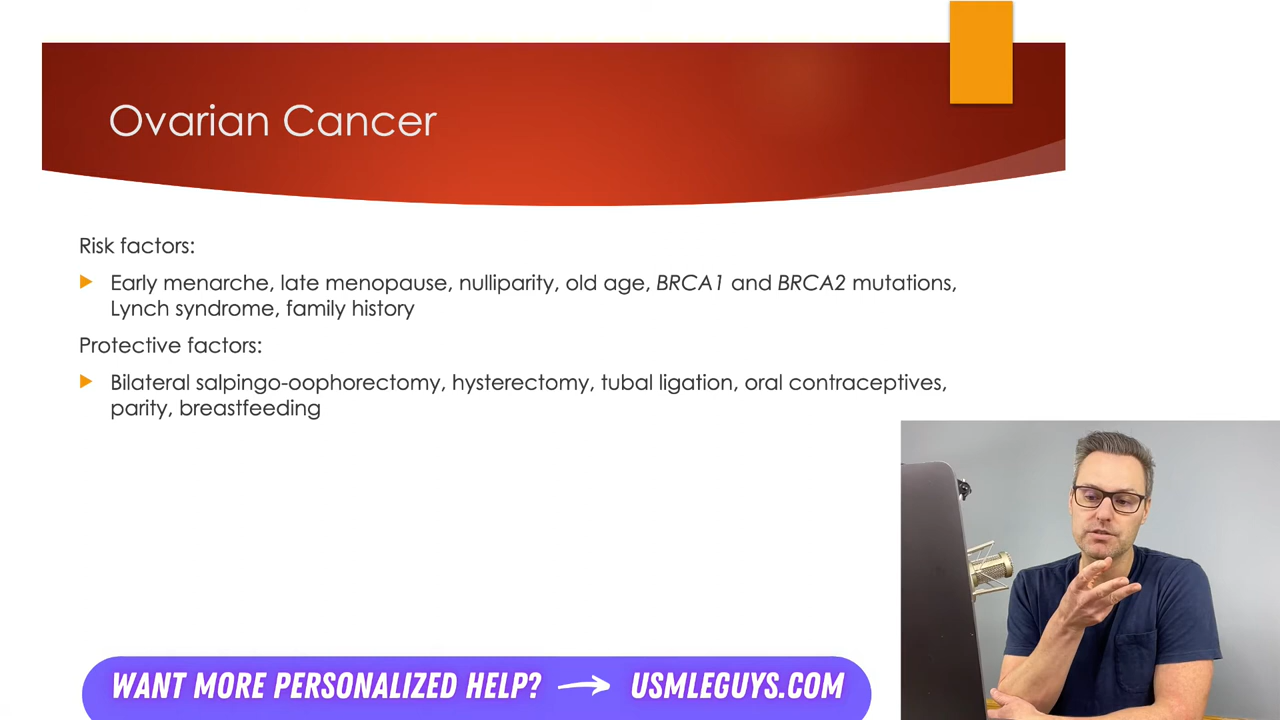 Ovarian Cancer
Risk factors:
Early menarche, late menopause, nulliparity, old age, BRCA1 and BRCA2 mutations,
Lynch syndrome, family history
Protective factors:
Bilateral salpingo-oophorectomy, hysterectomy, tubal ligation, oral contraceptives,
parity, breastfeeding
WANT MORE PERSONALIZED HELP? → USMLEGUYS.COM